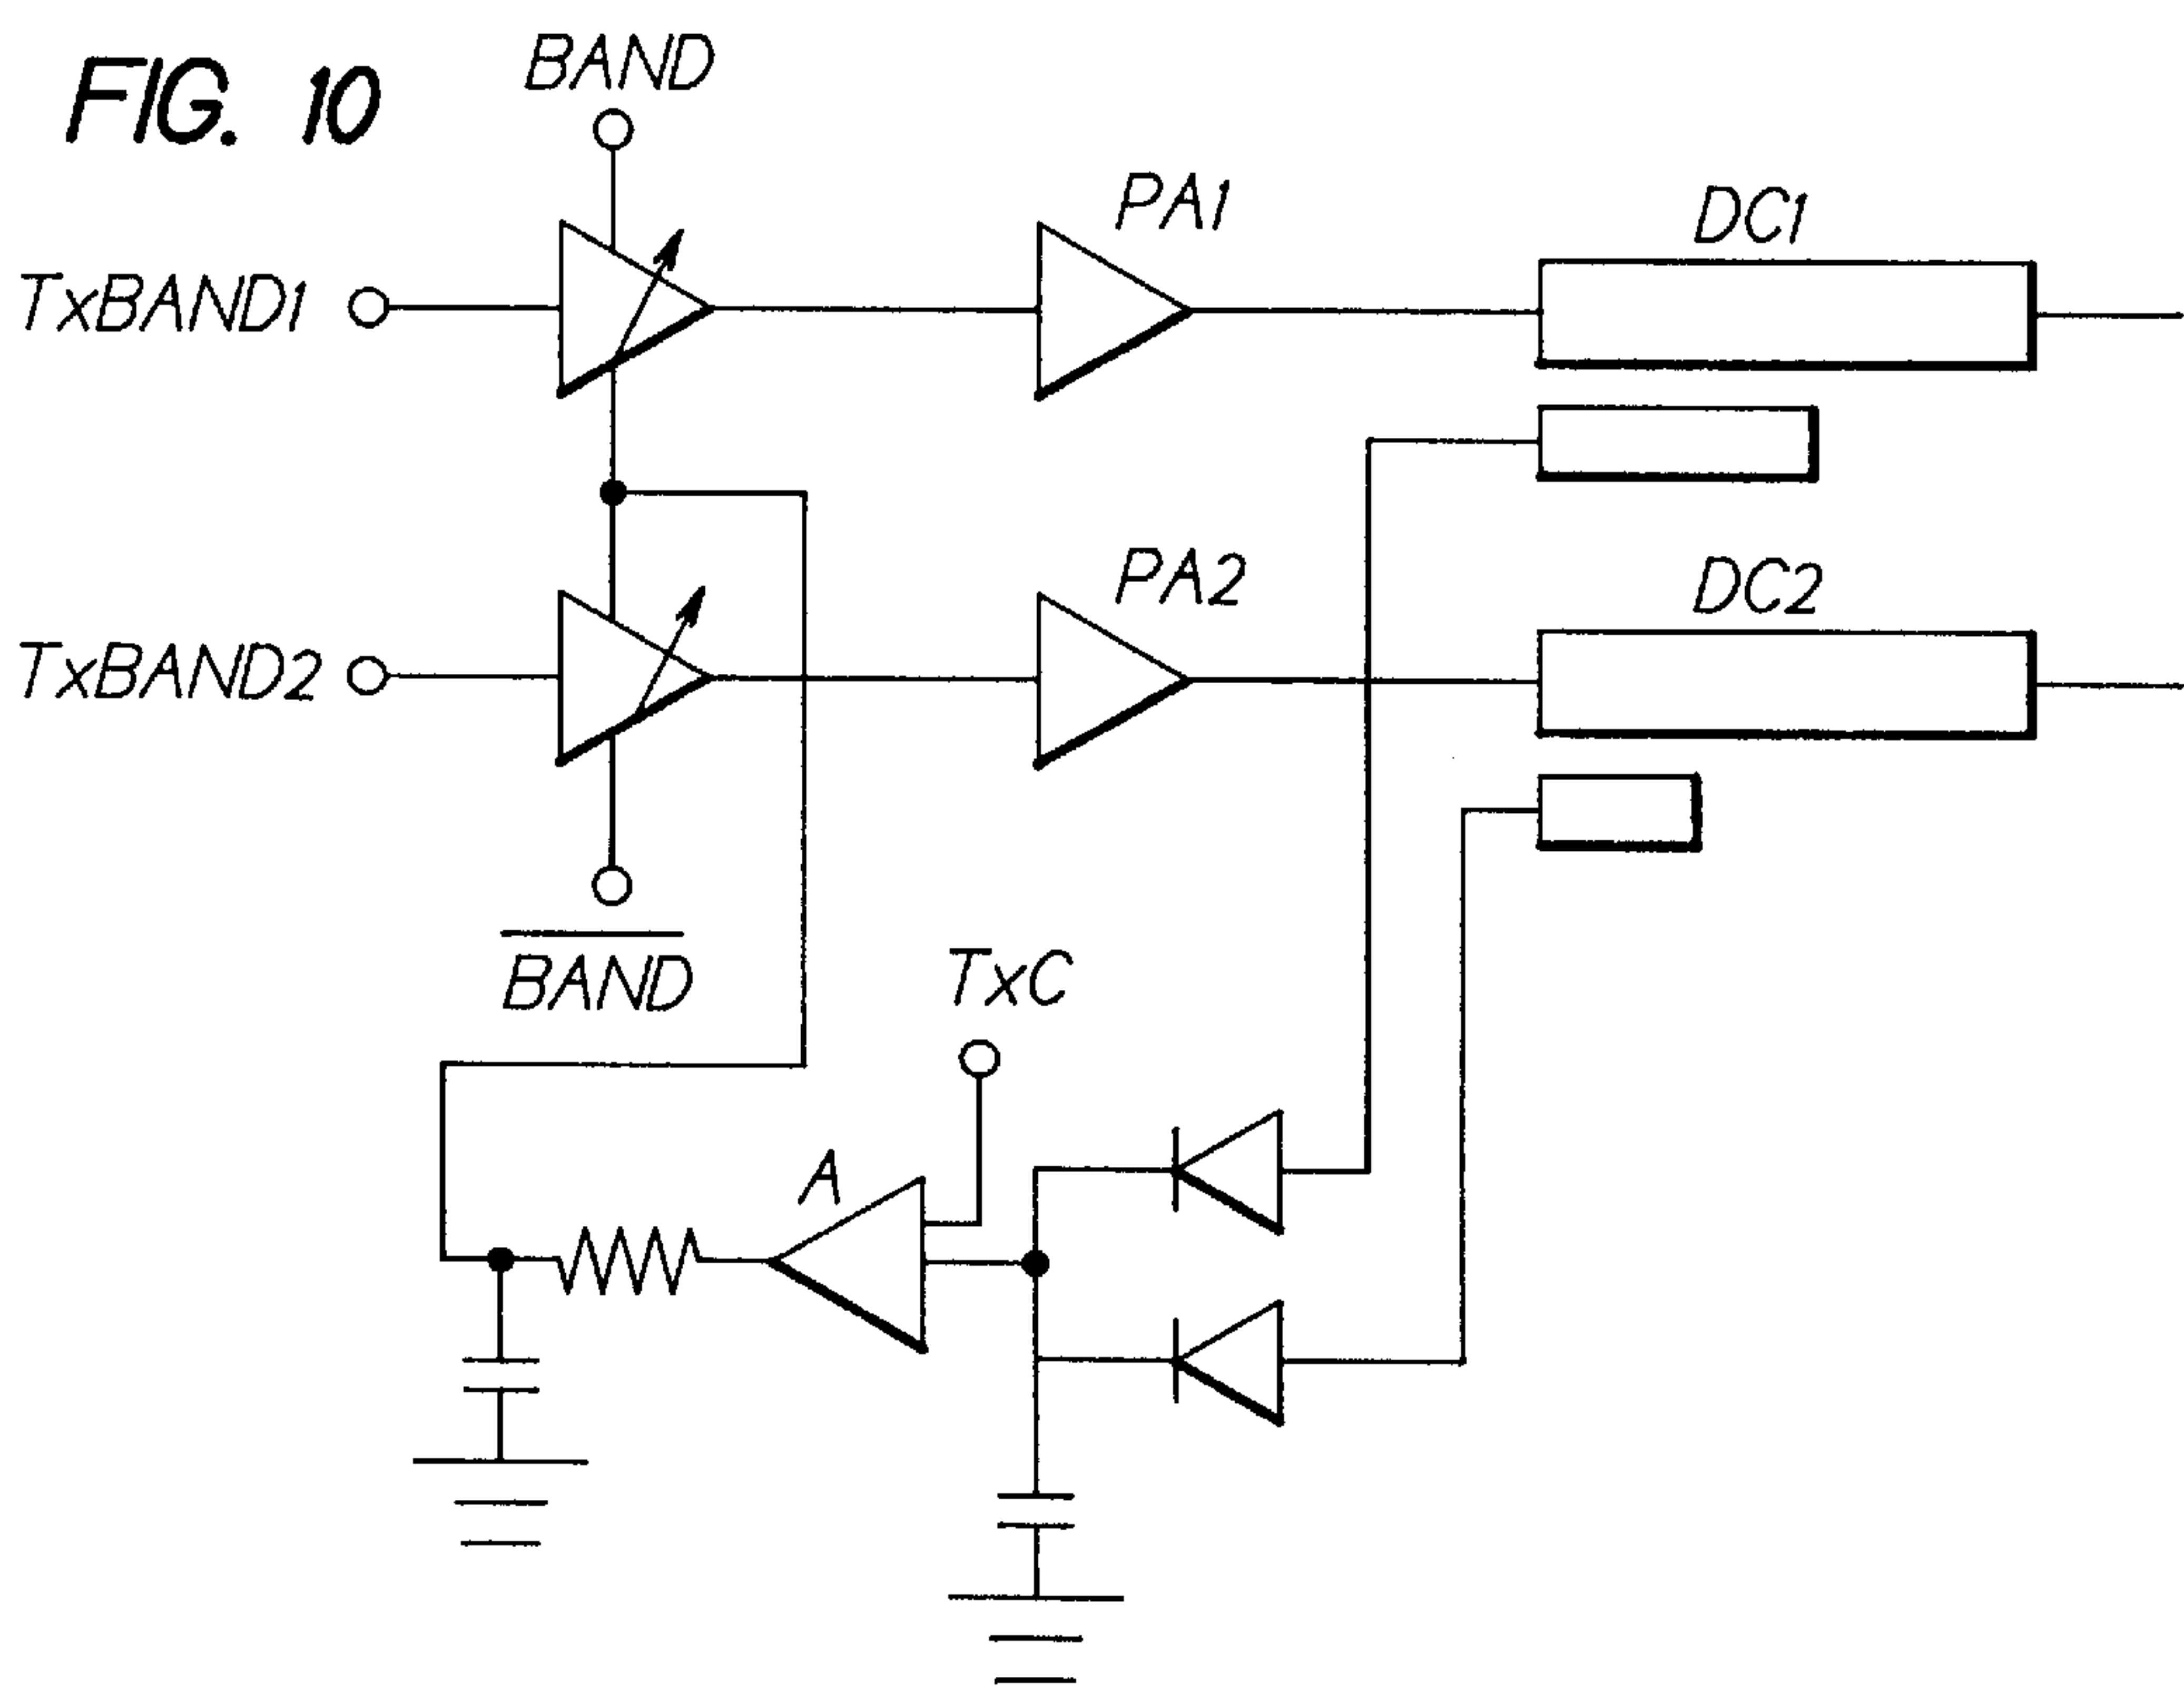 FIG. 10
BAND
PA1
DC1
TxBAND1
PA2
DC2
TxBAND2
BAND
TxC
A